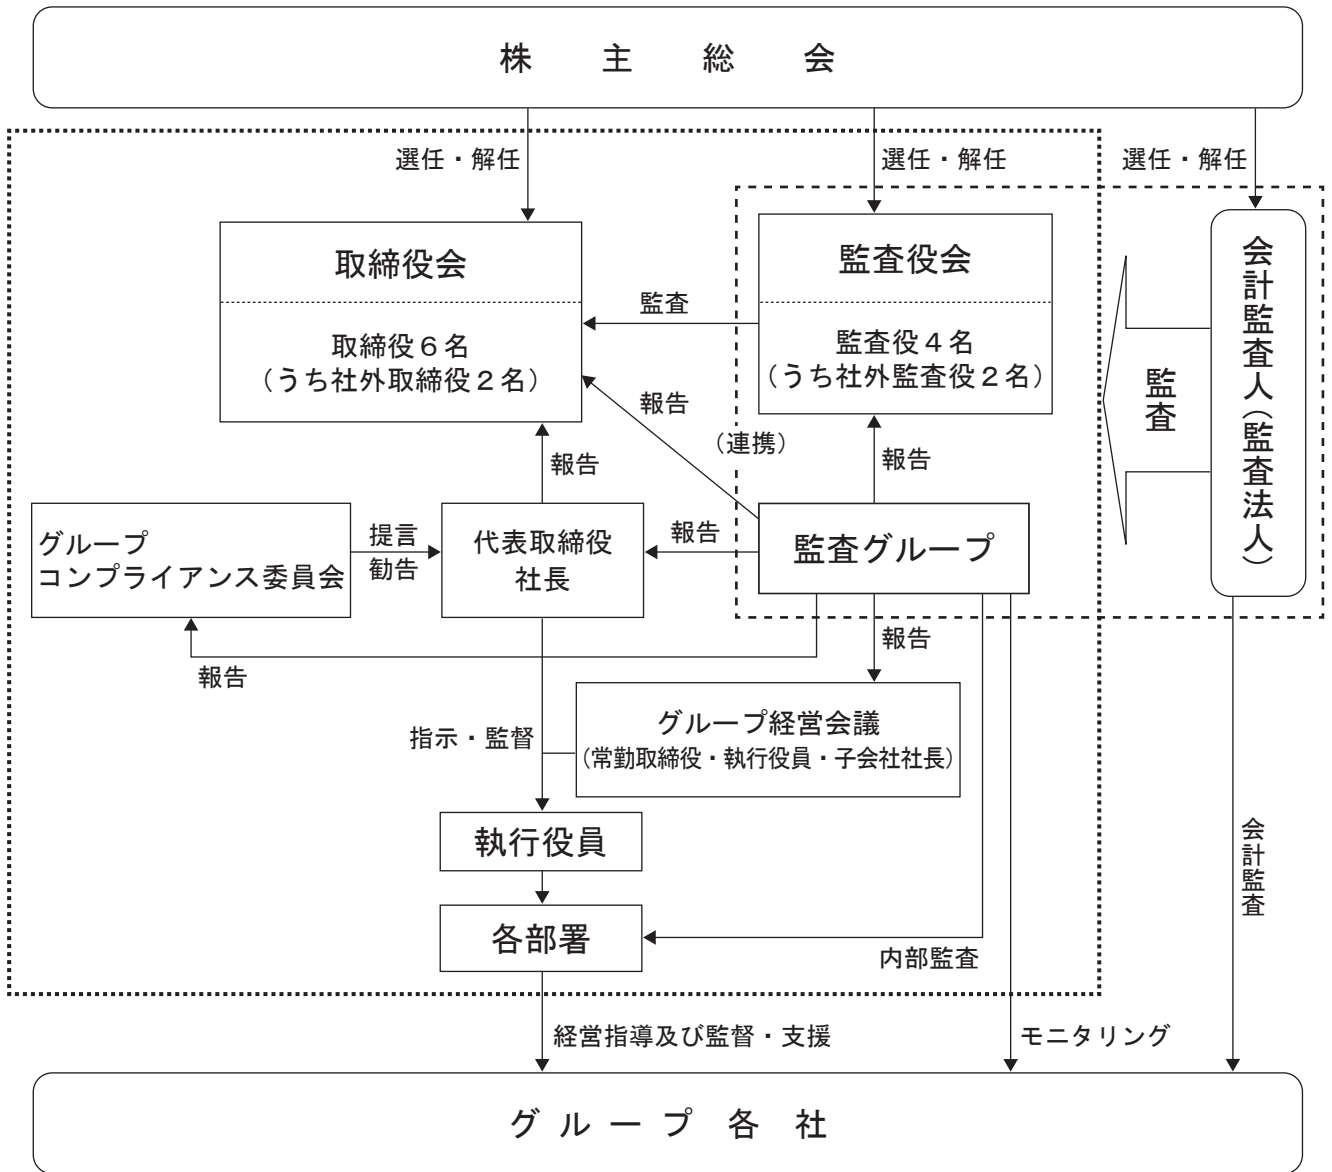 株主総会
選任・解任
選任・解任
選任・解任
取締役会
取締役6名
（うち社外取締役2名）
監査
監査役会
監査役4名
（うち社外監査役2名）
会計監査人（監査法人）
監査
報告
（連携）
報告
報告
グループ
コンプライアンス委員会
提言
勧告
代表取締役
社長
報告
監査グループ
報告
報告
指示・監督
グループ経営会議
（常勤取締役・執行役員・子会社社長）
執行役員
各部署
内部監査
会計監査
経営指導及び監督・支援
モニタリング
グループ各社